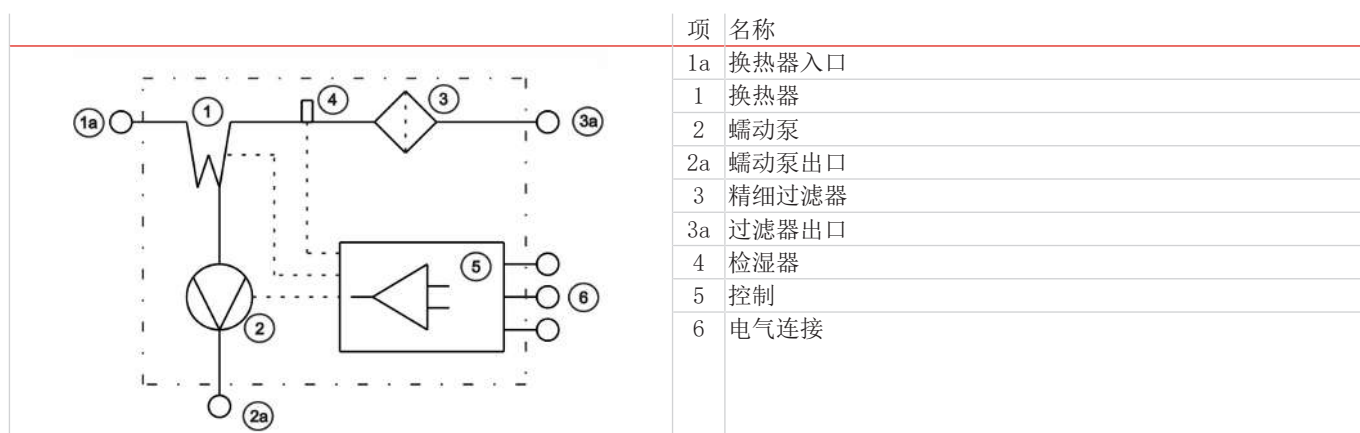 项 名称
1a 换热器入口
1 换热器
2 蠕动泵
2a 蠕动泵出口
3 精细过滤器
3a 过滤器出口
4 检湿器
5 控制
6 电气连接
1
4
3
1a
3a
5
6
2
2a